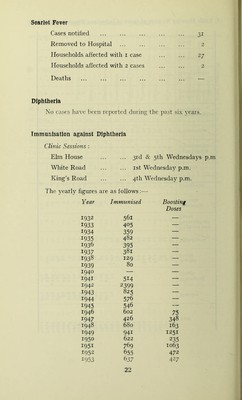 Scarlet Fever
Cases notified ... ... ... ... 31
Removed to Hospital ... ... ... 2
Households affected with 1 case ... 27
Households affected with 2 cases ... 2
Deaths ... ... ... ... ... —
Diphtheria
No cases have been reported during the past six years.
Immunisation against Diphtheria
Clinic Sessions :
Elm House ... ... 3rd & 5th Wednesdays p.m
White Road ... ... 1st Wednesday p.m.
King's Road ... ... 4th Wednesday p.m.
The yearly figures are as follows :—
Year Immunised Boosting
Doses
1932 561 —
1933 405 —
1934 359 —
1935 482 —
1936 395 —
1937 381 —
1938 129 —
1939 80 —
1940 — —
1941 514 —
1942 2399 —
1943 825 —
1944 576 —
1945 546 —
1946 602 75
1947 426 348
1948 680 163
1949 941 1251
1950 622 235
1951 769 1063
1952 655 472
1953 637 427
22